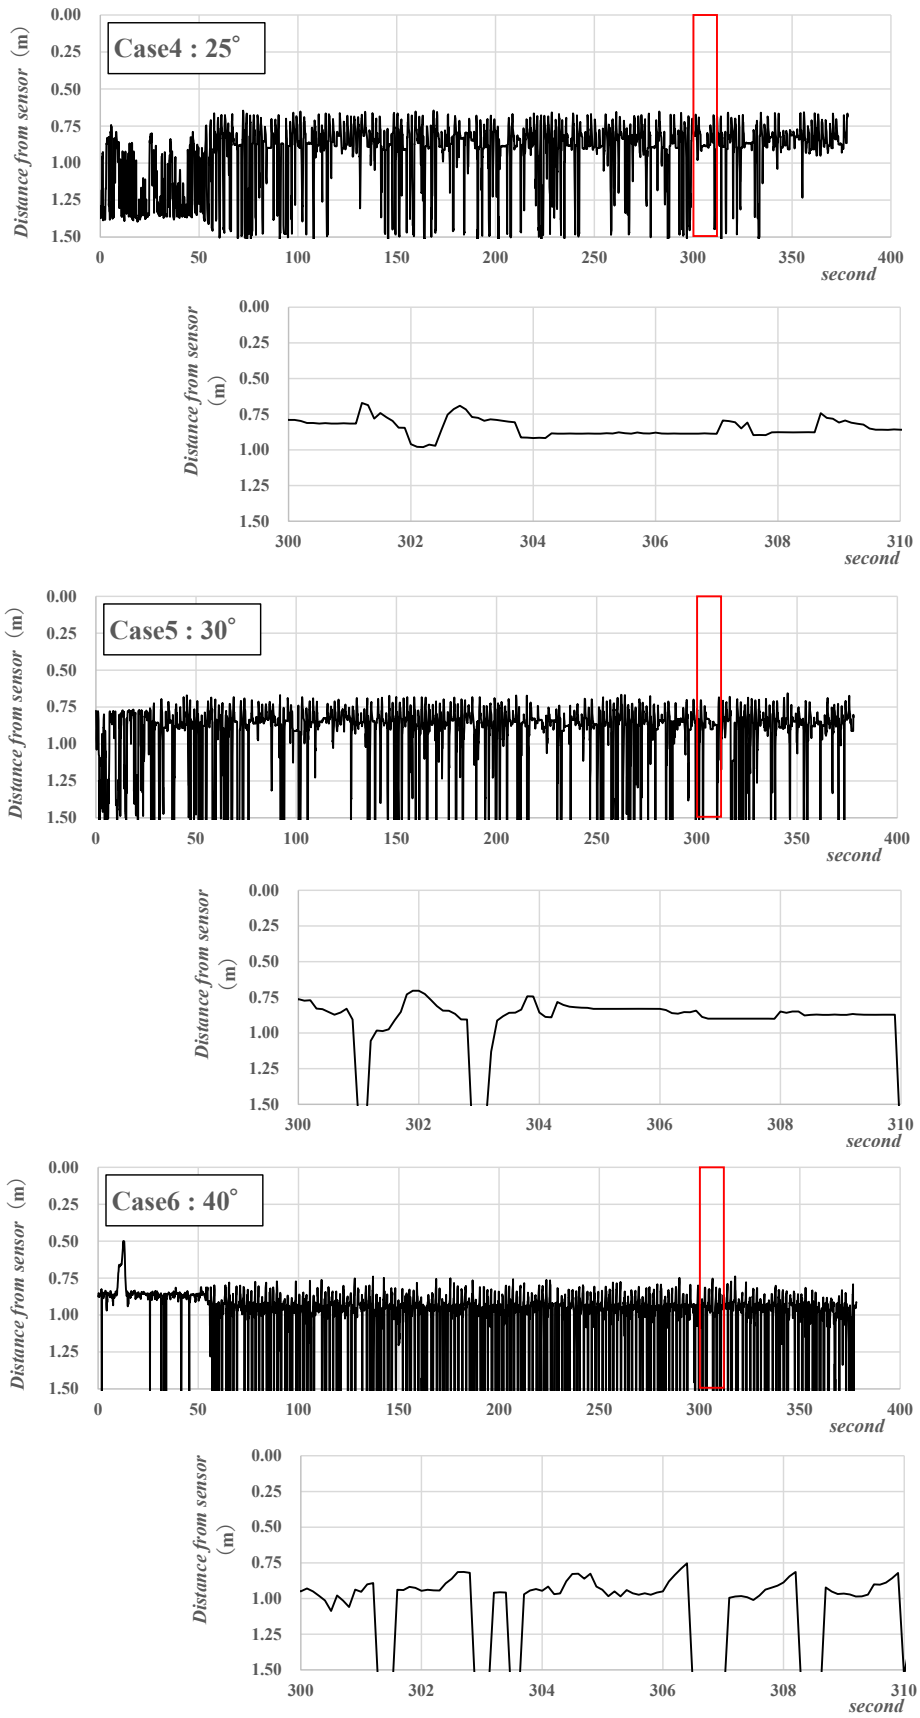 Distance from sensor（m）
0.00
0.25
0.50
0.75
1.00
1.25
1.50
Case4 : 25°
0 50 100 150 200 250 300 350 400
second
Distance from sensor
（m）
0.00
0.25
0.50
0.75
1.00
1.25
1.50
300 302 304 306 308 310
second
Distance from sensor（m）
0.00
0.25
0.50
0.75
1.00
1.25
1.50
Case5 : 30°
0 50 100 150 200 250 300 350 400
second
Distance from sensor
（m）
0.00
0.25
0.50
0.75
1.00
1.25
1.50
300 302 304 306 308 310
second
Distance from sensor（m）
0.00
0.25
0.50
0.75
1.00
1.25
1.50
Case6 : 40°
0 50 100 150 200 250 300 350 400
second
Distance from sensor
（m）
0.00
0.25
0.50
0.75
1.00
1.25
1.50
300 302 304 306 308 310
second